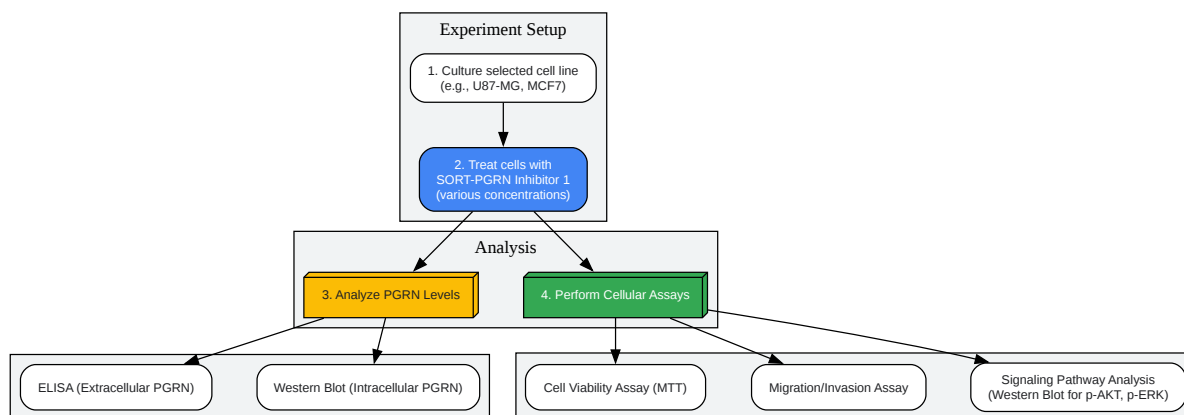 Experiment Setup
1. Culture selected cell line
(e.g., U87-MG, MCF7)
2. Treat cells with
SORT-PGRN Inhibitor 1
(various concentrations)
Analysis
3. Analyze PGRN Levels
4. Perform Cellular Assays
ELISA (Extracellular PGRN)
Western Blot (Intracellular PGRN)
Cell Viability Assay (MTT)
Migration/Invasion Assay
Signaling Pathway Analysis
(Western Blot for p-AKT, p-ERK)